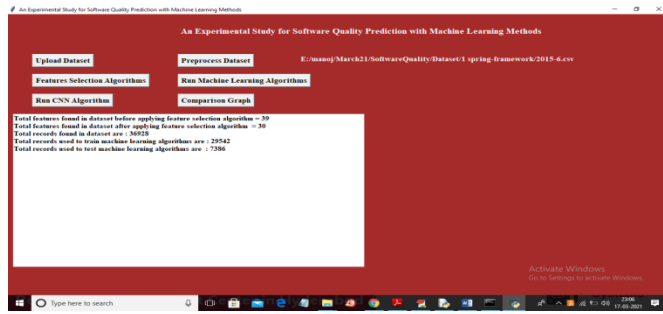 An Experimental Study for Software Quality Prediction with Machine Learning Methods
An Experimental Study for Software Quality Prediction with Machine Learning Methods
Upload Dataset
Preprocess Dataset
E:/manoj/March21/SoftwareQuality/Dataset/1 spring-framework/2015-6.csv
Features Selection Algorithms
Run Machine Learning Algorithms
Run CNN Algorithm
Comparison Graph
Total features found in dataset before applying feature selection algorithm = 39
Total features found in dataset after applying feature selection algorithm = 30
Total records found in dataset are : 36928
Total records used to train machine learning algorithms are : 29542
Total records used to test machine learning algorithms are : 7386
Activate Windows
Go to Settings to activate Windows.
Type here to search
23:06
17-03-2021